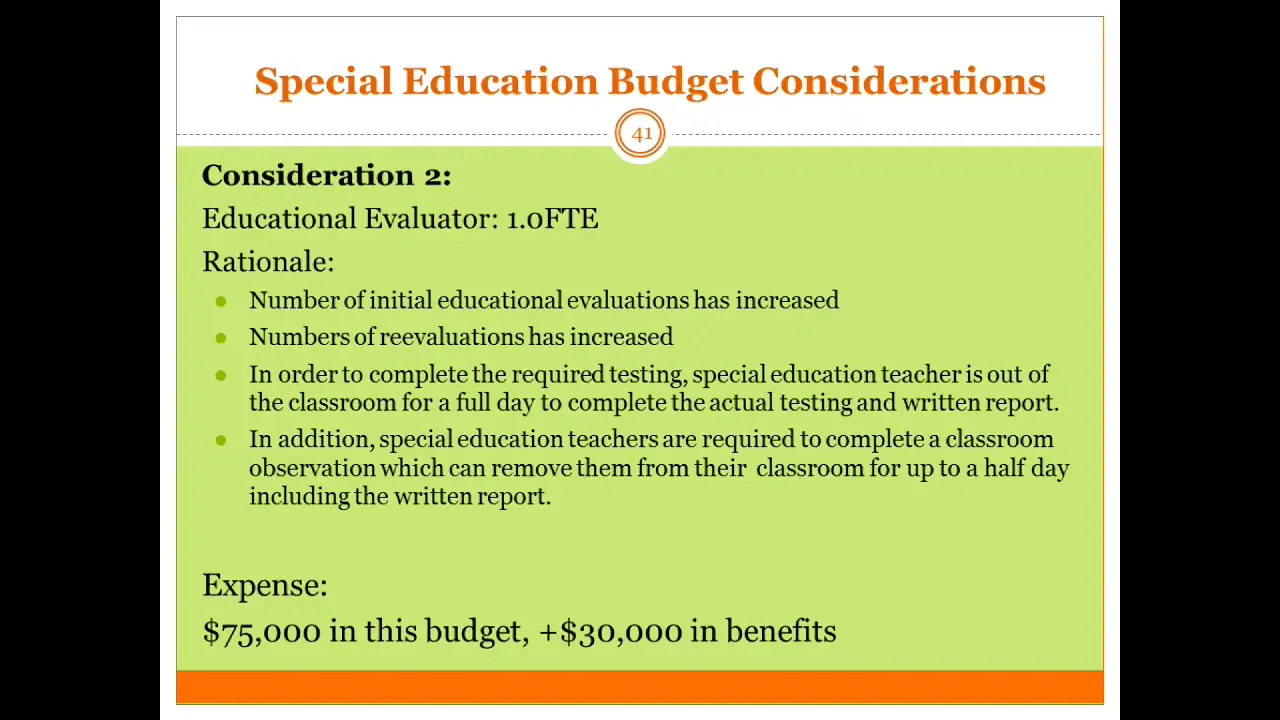 Special Education Budget Considerations
41
Consideration 2:
Educational Evaluator: 1.0FTE
Rationale:
Number of initial educational evaluations has increased
Numbers of reevaluations has increased
In order to complete the required testing, special education teacher is out of
the classroom for a full day to complete the actual testing and written report.
In addition, special education teachers are required to complete a classroom
observation which can remove them from their classroom for up to a half day
including the written report.
Expense:
$75,000 in this budget, +$30,000 in benefits